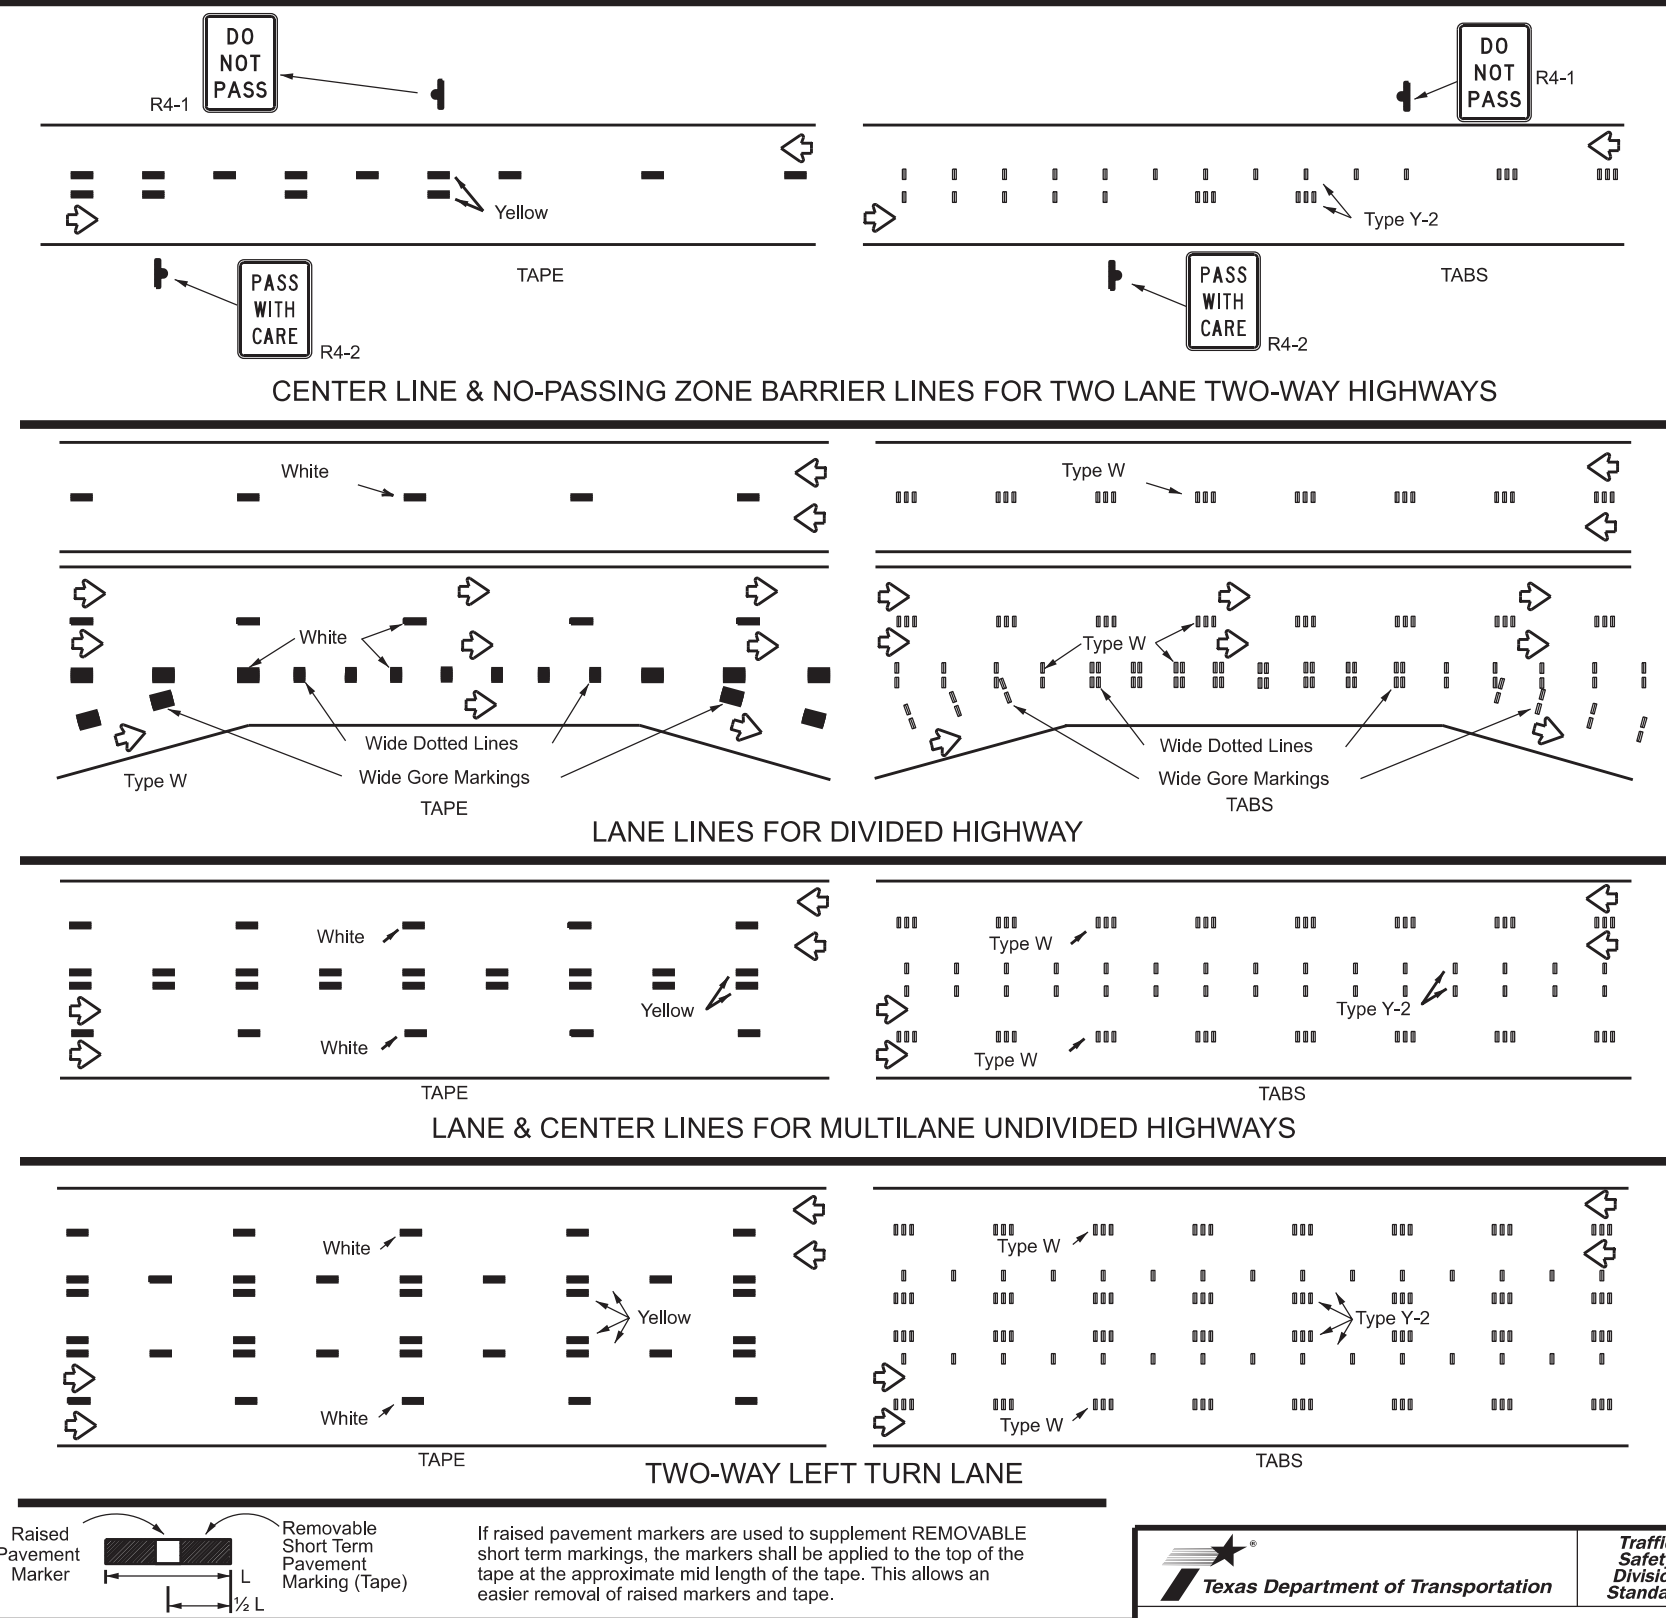 DO
NOT
PASS
R4-1
Yellow
TAPE
PASS
WITH
CARE
R4-2
DO
NOT
PASS
R4-1
Type Y-2
TABS
PASS
WITH
CARE
R4-2
CENTER LINE & NO-PASSING ZONE BARRIER LINES FOR TWO LANE TWO-WAY HIGHWAYS
White
White
Wide Dotted Lines
Wide Gore Markings
Type W
TAPE
Type W
Type W
Wide Dotted Lines
Wide Gore Markings
TABS
LANE LINES FOR DIVIDED HIGHWAY
White
Yellow
White
TAPE
Type W
Type Y-2
Type W
TABS
LANE & CENTER LINES FOR MULTILANE UNDIVIDED HIGHWAYS
White
Yellow
White
TAPE
Type W
Type Y-2
Type W
TABS
TWO-WAY LEFT TURN LANE
Raised
Pavement
Marker
L
½ L
Removable
Short Term
Pavement
Marking (Tape)
If raised pavement markers are used to supplement REMOVABLE
short term markings, the markers shall be applied to the top of the
tape at the approximate mid length of the tape. This allows an
easier removal of raised markers and tape.
®
Texas Department of Transportation
Traffic
Safety